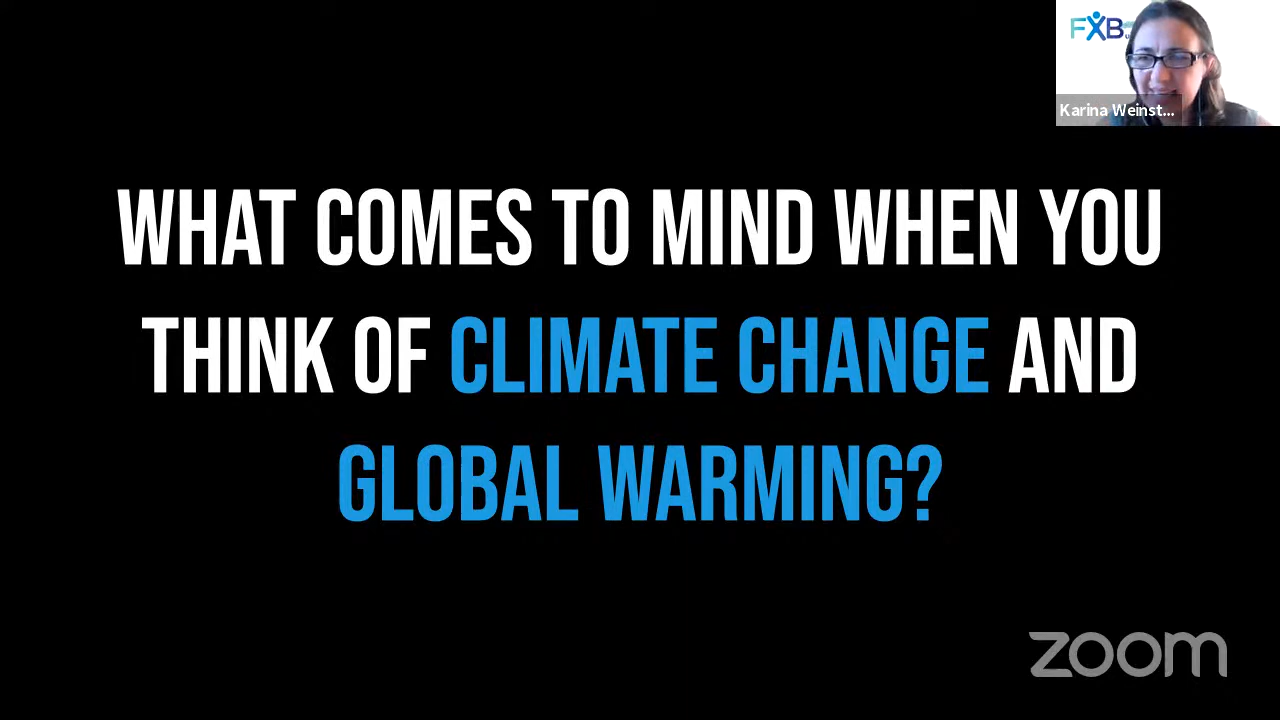 FXB
Karina Weinst...
WHAT COMES TO MIND WHEN YOU
THINK OF CLIMATE CHANGE AND
GLOBAL WARMING?
zoom